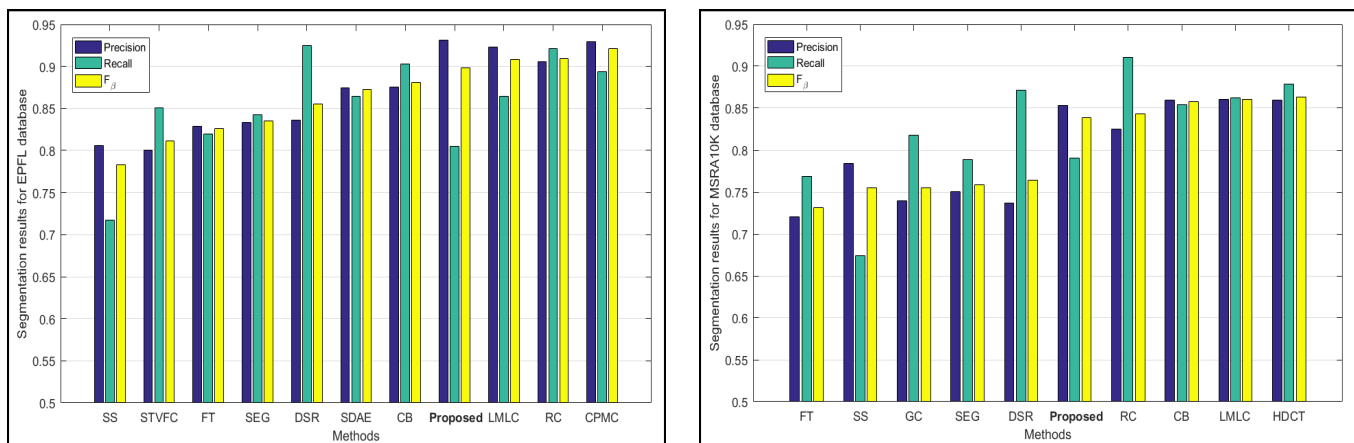 Segmentation results for EPFL database
0.95
0.9
0.85
0.8
0.75
0.7
0.65
0.6
0.55
0.5
Precision
Recall
Fβ
SS STVFC FT SEG DSR SDAE CB Proposed LMLC RC CPMC
Methods
Segmentation results for MSRA10K database
0.95
0.9
0.85
0.8
0.75
0.7
0.65
0.6
0.55
0.5
Precision
Recall
Fβ
FT SS GC SEG DSR Proposed RC CB LMLC HDCT
Methods